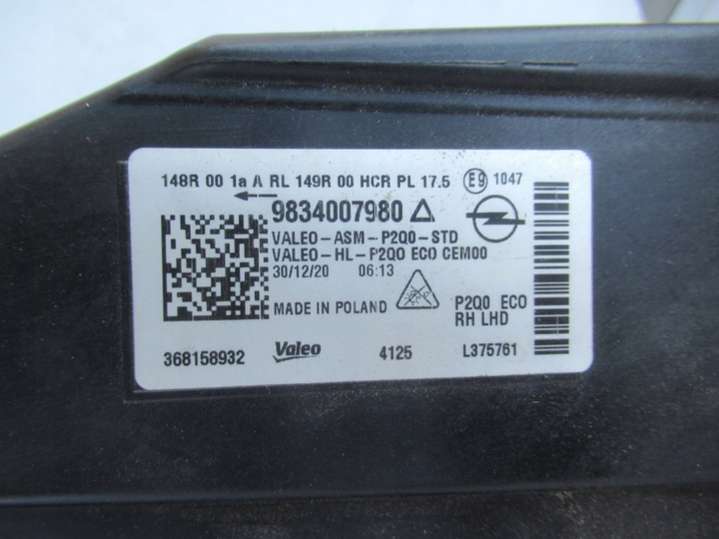 148R 00 1a A RL 149R 00 HCR PL 17.5 E9 1047
9834007980
VALEO-ASM-P2Q0-STD
VALEO-HL-P2Q0 ECO CEM00
30/12/20 06:13
MADE IN POLAND P2Q0 ECO
RH LHD
368158932 Valeo 4125 L375761